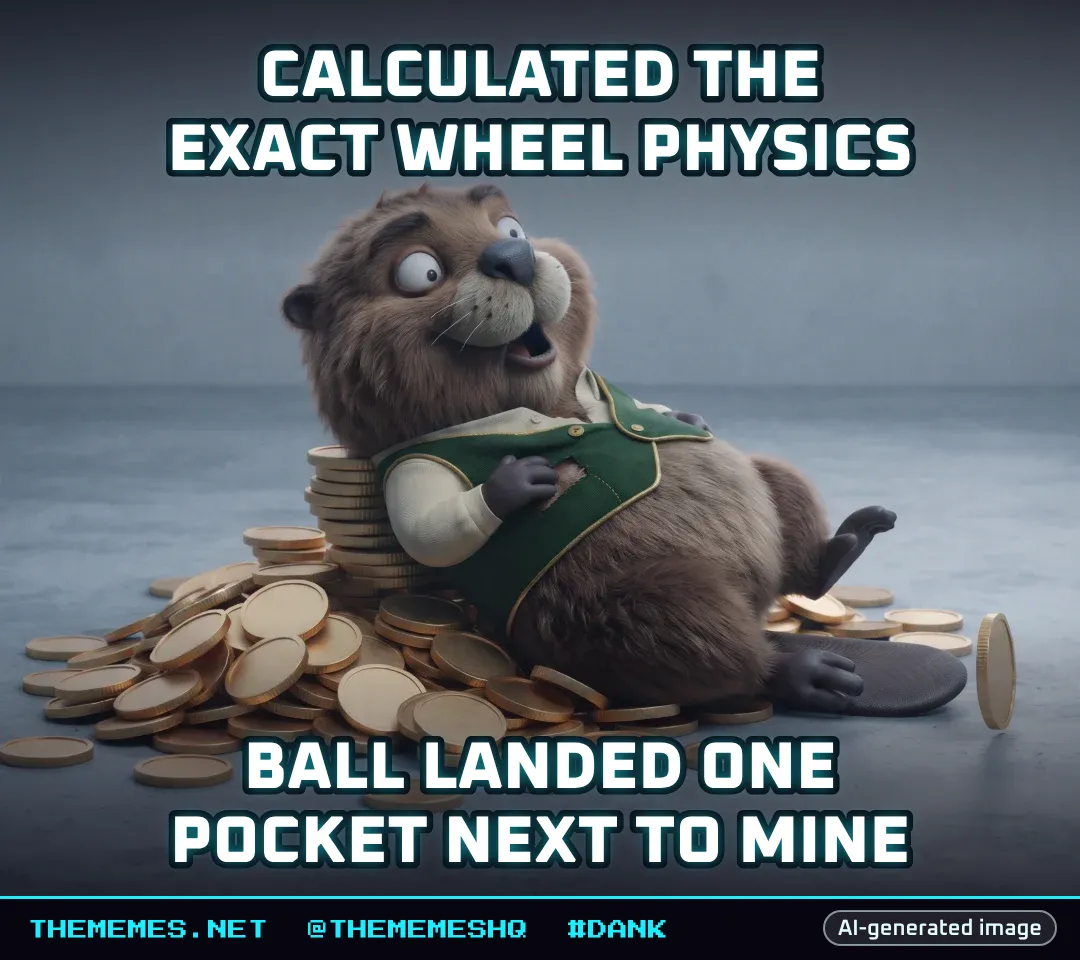 CALCULATED THE
EXACT WHEEL PHYSICS
BALL LANDED ONE
POCKET NEXT TO MINE
THEMEMES.NET @THEMEMESHQ #DANK AI-generated image